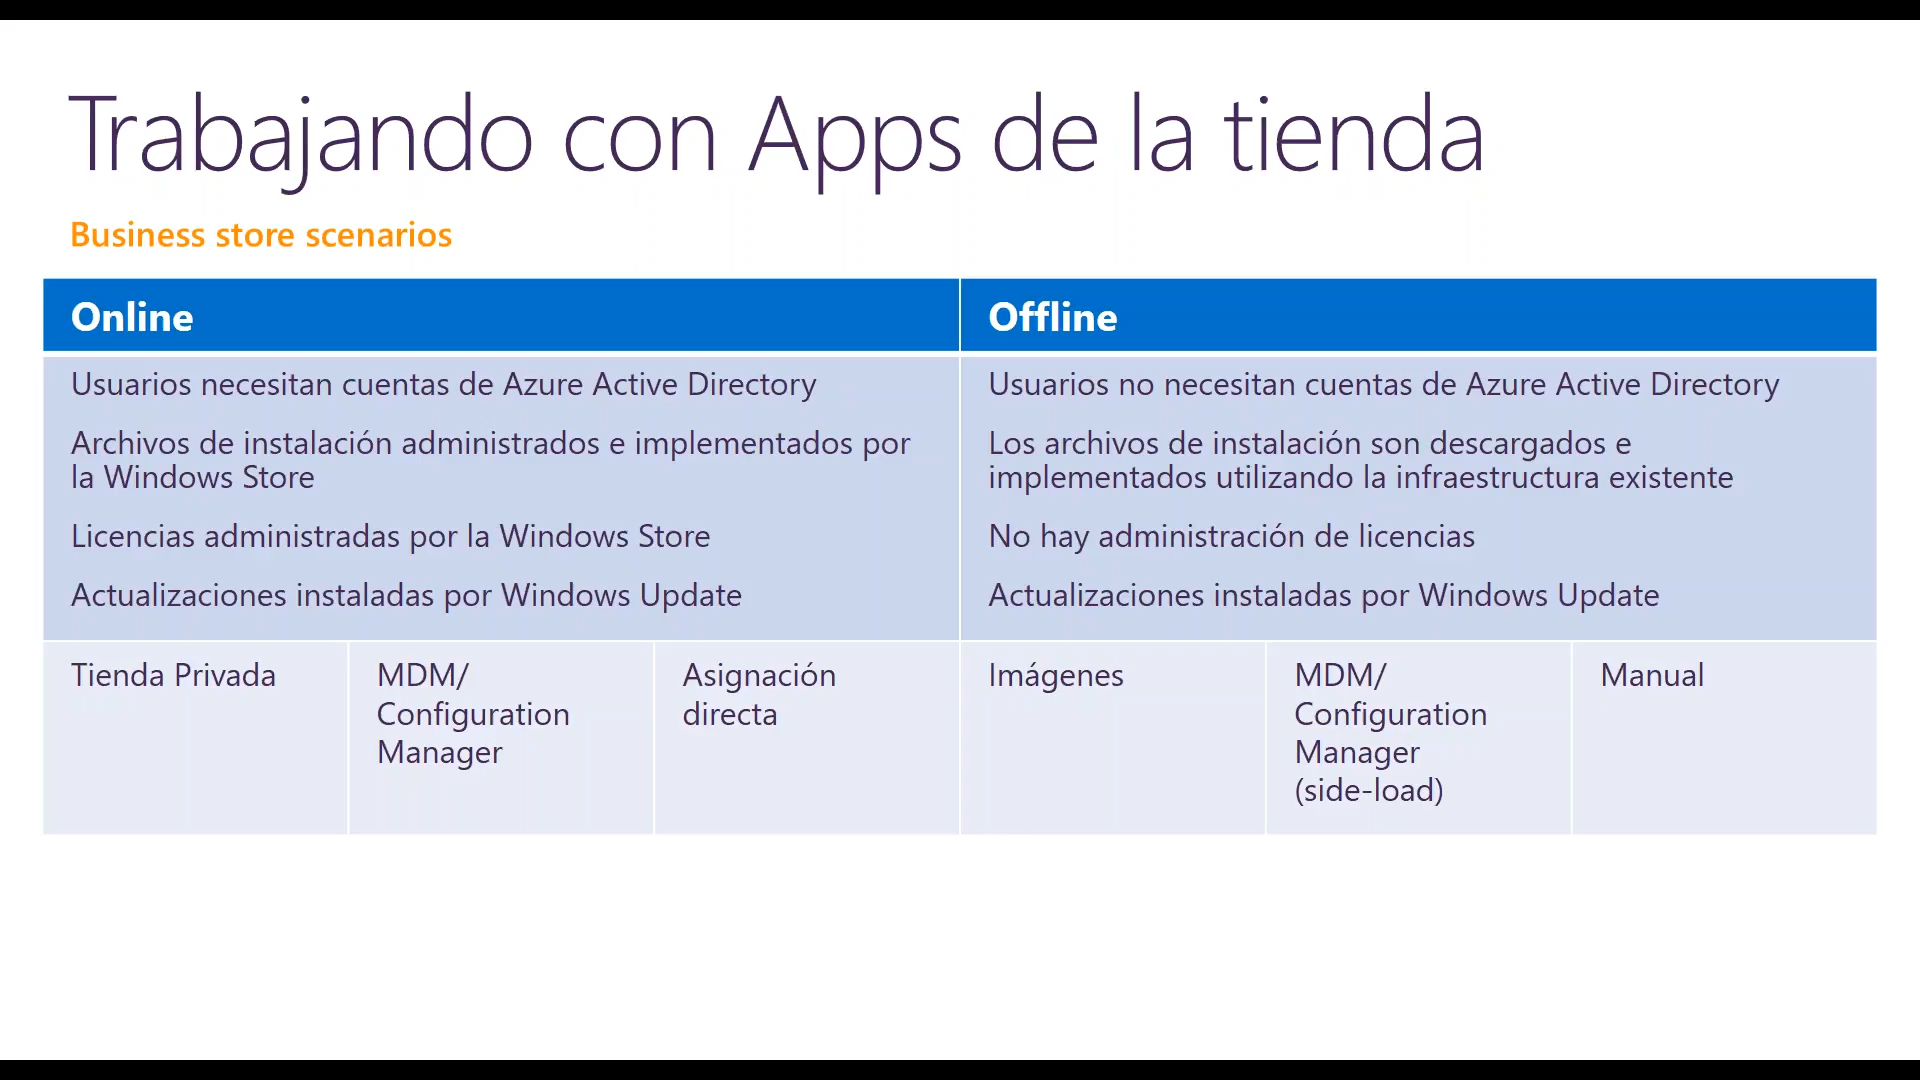 Trabajando con Apps de la tienda
Business store scenarios
Online
Offline
Usuarios necesitan cuentas de Azure Active Directory
Archivos de instalación administrados e implementados por
la Windows Store
Licencias administradas por la Windows Store
Actualizaciones instaladas por Windows Update
Usuarios no necesitan cuentas de Azure Active Directory
Los archivos de instalación son descargados e
implementados utilizando la infraestructura existente
No hay administración de licencias
Actualizaciones instaladas por Windows Update
Tienda Privada
MDM/
Configuration
Manager
Asignación
directa
Imágenes
MDM/
Configuration
Manager
(side-load)
Manual